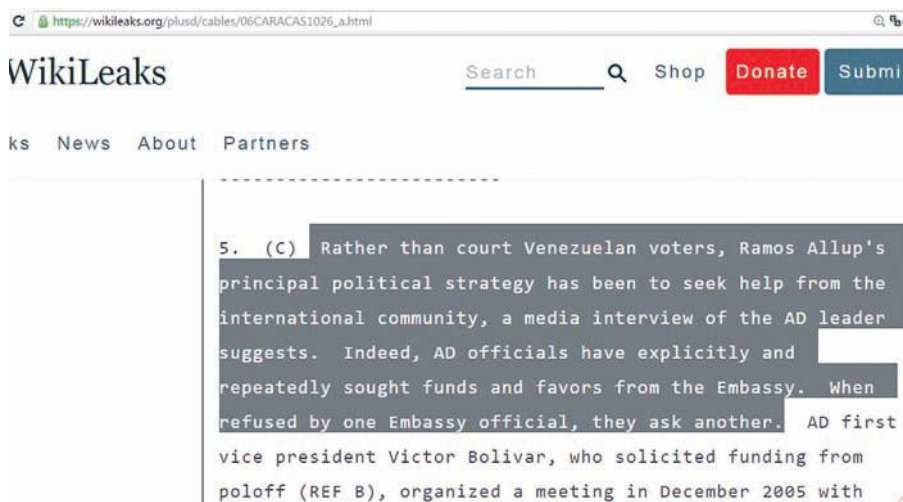 https://wikileaks.org/plusd/cables/06CARACAS1026_a.html
WikiLeaks
Search Shop Donate Submi
ks News About Partners
--------------------------
5. (C) Rather than court Venezuelan voters, Ramos Allup's
principal political strategy has been to seek help from the
international community, a media interview of the AD leader
suggests. Indeed, AD officials have explicitly and
repeatedly sought funds and favors from the Embassy. When
refused by one Embassy official, they ask another. AD first
vice president Victor Bolivar, who solicited funding from
poloff (REF B), organized a meeting in December 2005 with